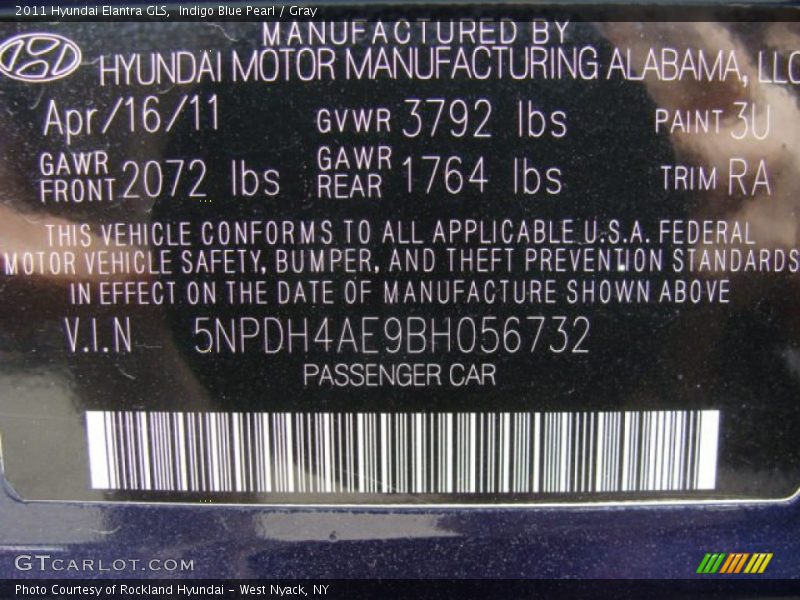 2011 Hyundai Elantra GLS, Indigo Blue Pearl / Gray
MANUFACTURED BY
HYUNDAI MOTOR MANUFACTURING ALABAMA, LLC
Apr/16/11 GVWR 3792 lbs PAINT 3U
GAWR FRONT 2072 lbs GAWR REAR 1764 lbs TRIM RA
THIS VEHICLE CONFORMS TO ALL APPLICABLE U.S.A. FEDERAL
MOTOR VEHICLE SAFETY, BUMPER, AND THEFT PREVENTION STANDARDS
IN EFFECT ON THE DATE OF MANUFACTURE SHOWN ABOVE
V.I.N 5NPDH4AE9BH056732
PASSENGER CAR
GTCARLOT.COM
Photo Courtesy of Rockland Hyundai - West Nyack, NY